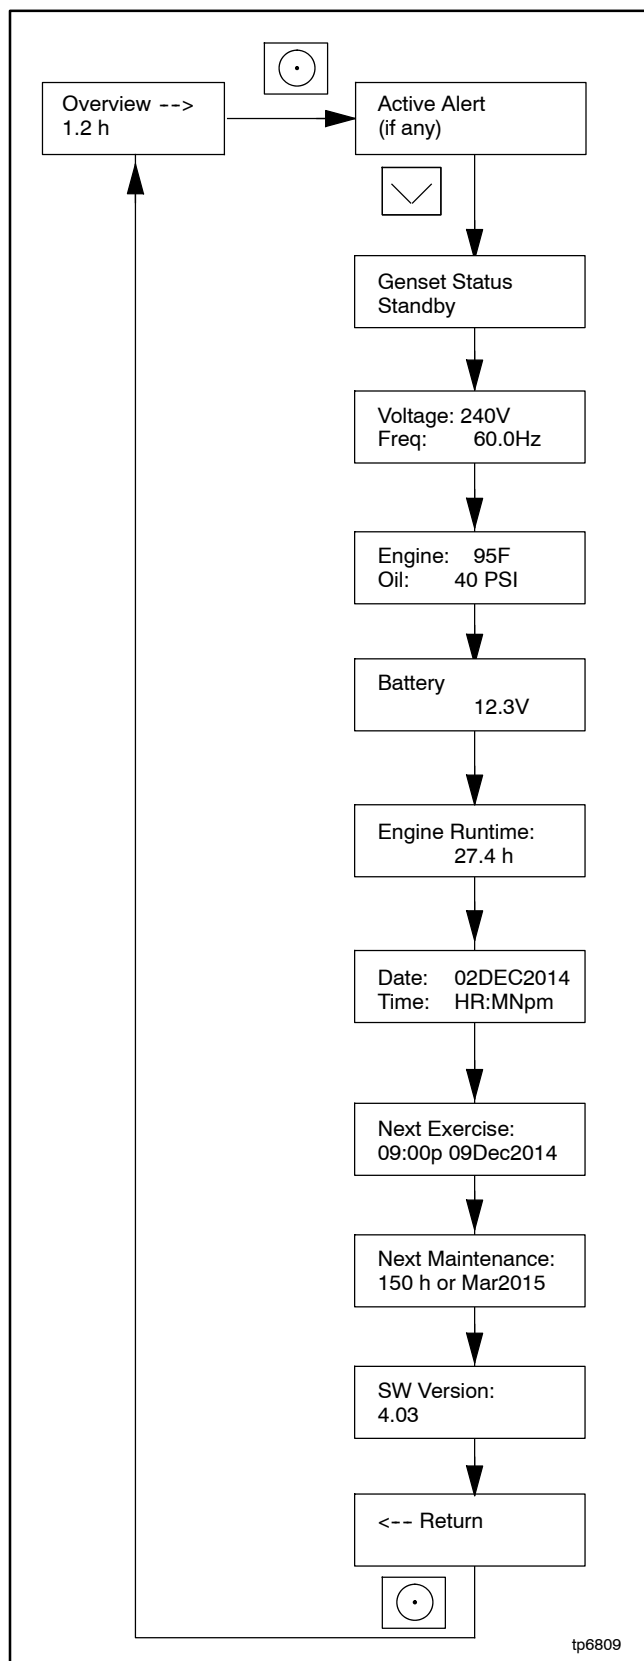 Overview -->
1.2 h
Active Alert
(if any)
Genset Status
Standby
Voltage: 240V
Freq: 60.0Hz
Engine: 95F
Oil: 40 PSI
Battery
12.3V
Engine Runtime:
27.4 h
Date: 02DEC2014
Time: HR:MNpm
Next Exercise:
09:00p 09Dec2014
Next Maintenance:
150 h or Mar2015
SW Version:
4.03
<-- Return
tp6809